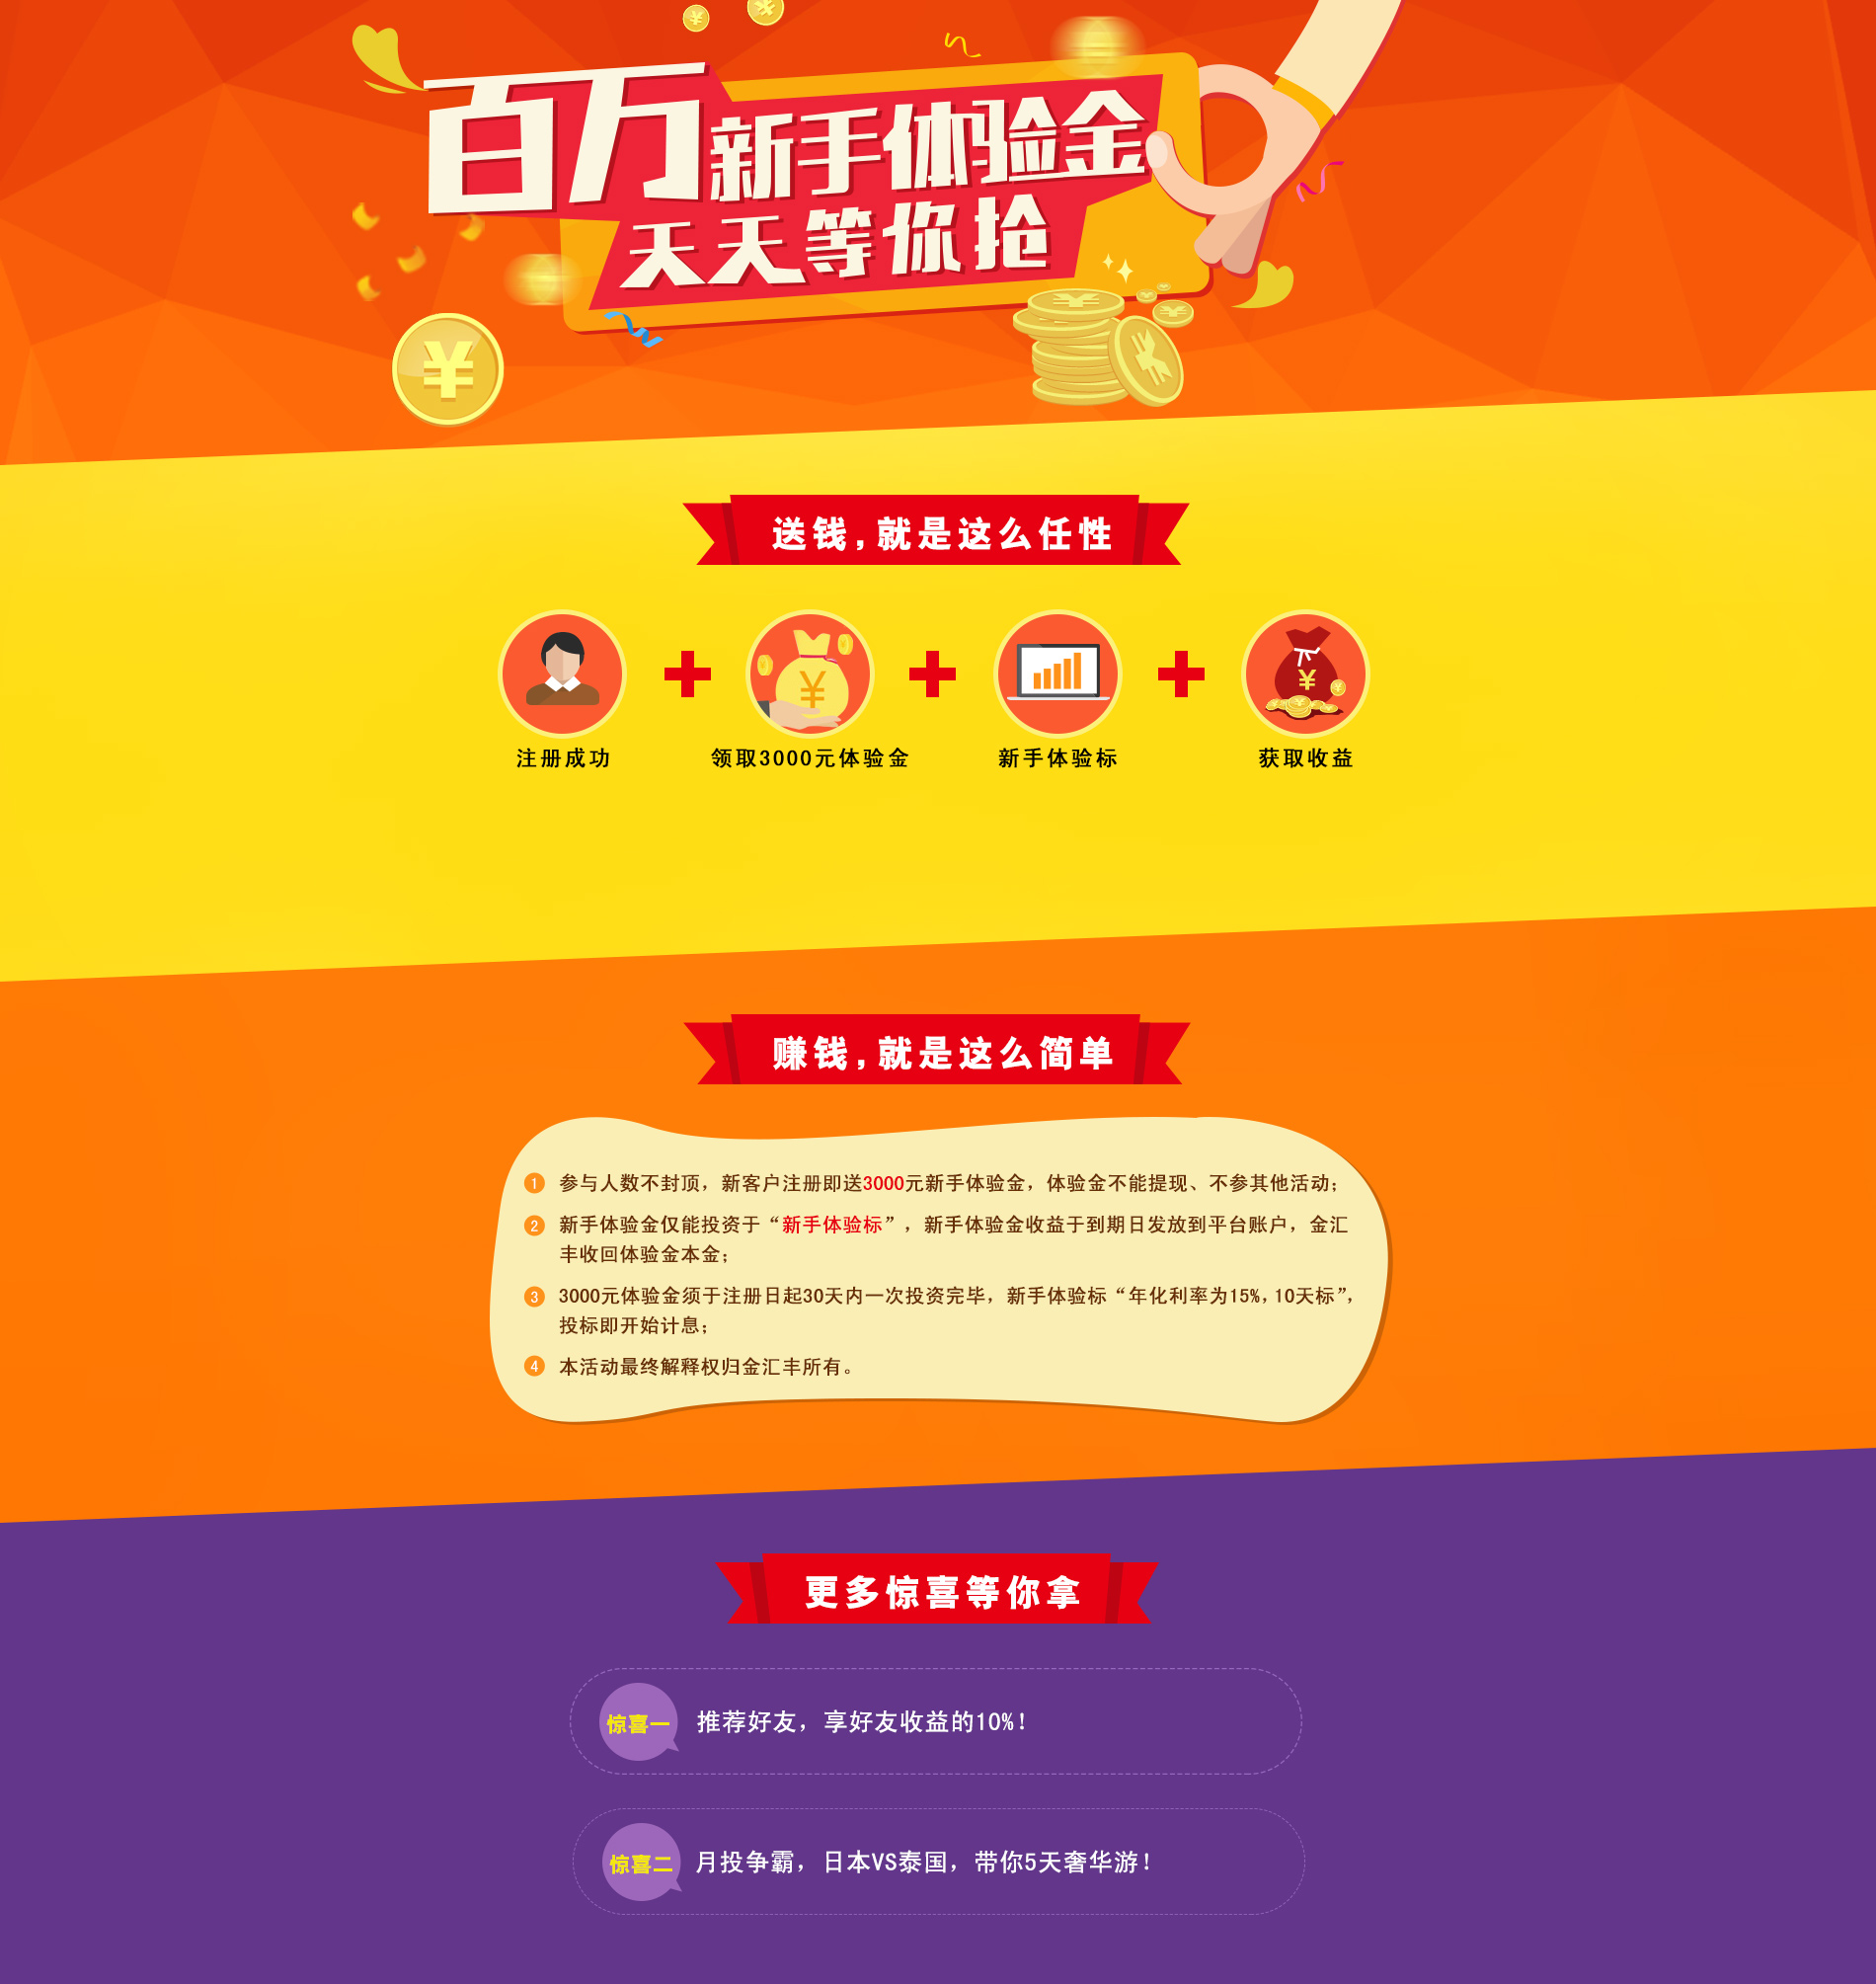 百万新手体验金
天天等你抢
送钱,就是这么任性
注册成功
领取3000元体验金
新手体验标
获取收益
赚钱,就是这么简单
1 参与人数不封顶，新客户注册即送3000元新手体验金，体验金不能提现、不参其他活动；
2 新手体验金仅能投资于“新手体验标”，新手体验金收益于到期日发放到平台账户，金汇
丰收回体验金本金；
3 3000元体验金须于注册日起30天内一次投资完毕，新手体验标“年化利率为15%，10天标”，
投标即开始计息；
4 本活动最终解释权归金汇丰所有。
更多惊喜等你拿
惊喜一 推荐好友，享好友收益的10%！
惊喜二 月投争霸，日本VS泰国，带你5天奢华游！